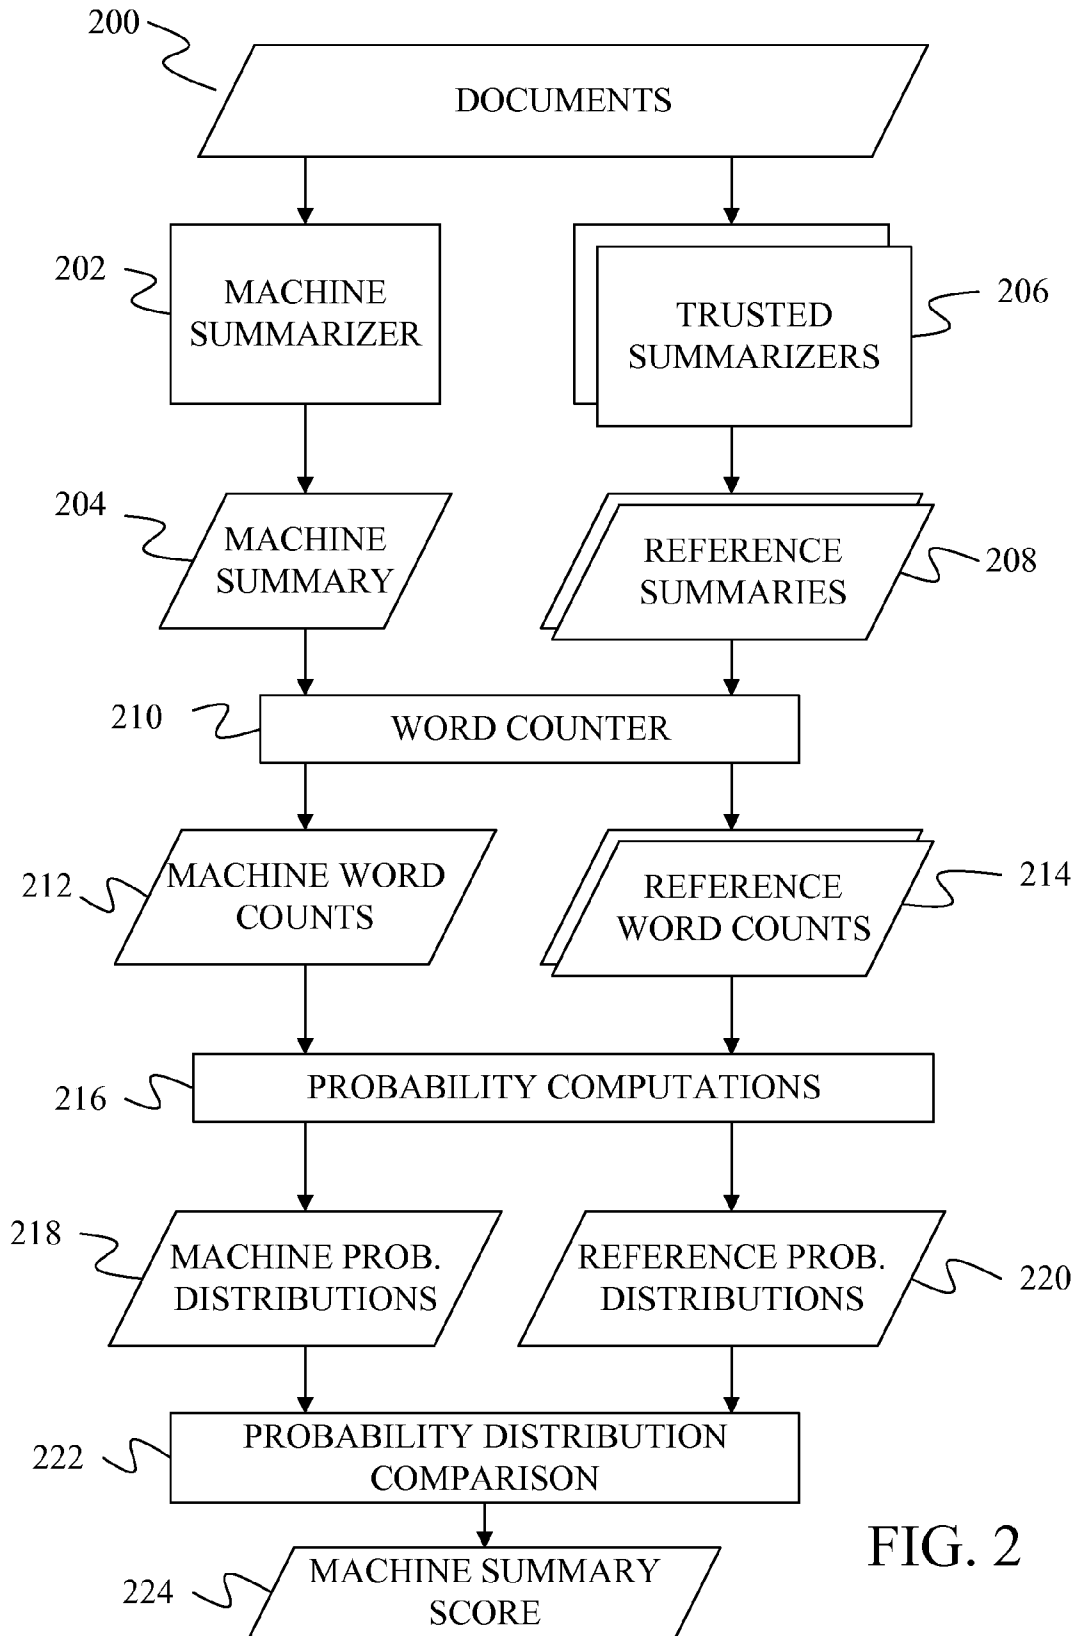 200
DOCUMENTS
202
MACHINE
SUMMARIZER
TRUSTED
SUMMARIZERS
206
204
MACHINE
SUMMARY
REFERENCE
SUMMARIES
208
210
WORD COUNTER
212
MACHINE WORD
COUNTS
REFERENCE
WORD COUNTS
214
216
PROBABILITY COMPUTATIONS
218
MACHINE PROB.
DISTRIBUTIONS
REFERENCE PROB.
DISTRIBUTIONS
220
222
PROBABILITY DISTRIBUTION
COMPARISON
224
MACHINE SUMMARY
SCORE
FIG. 2